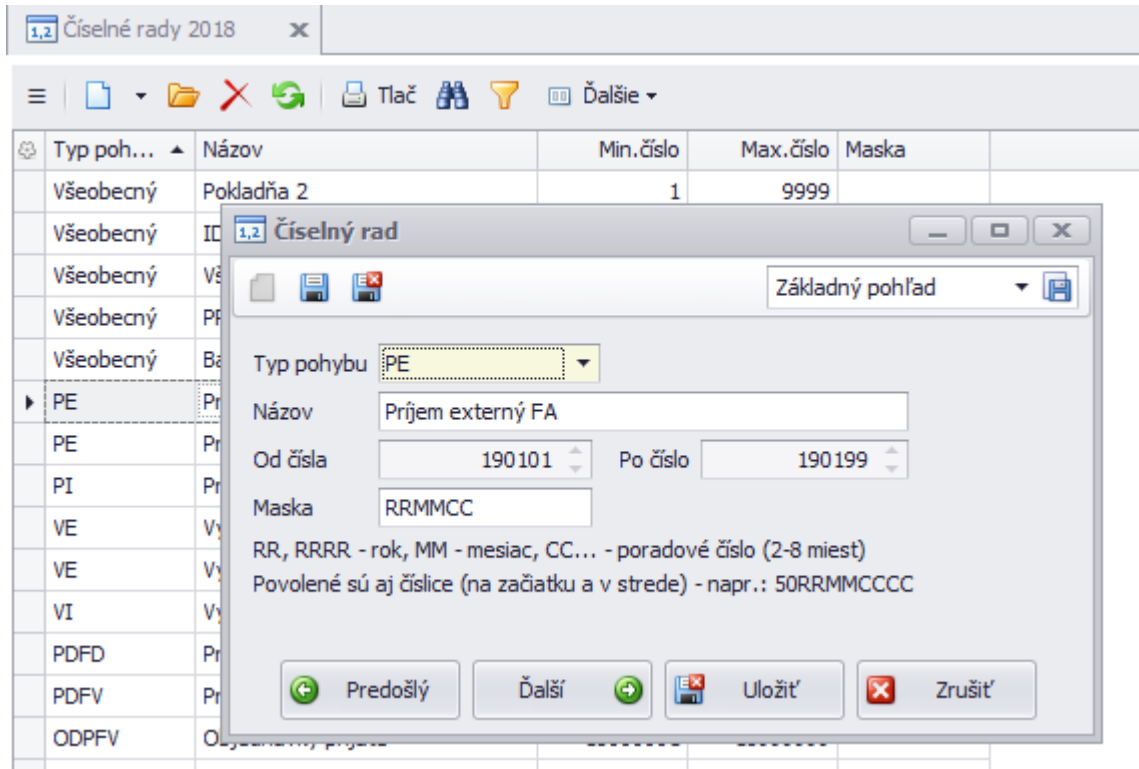 Číselné rady 2018
Tlač Ďalšie
Typ poh... Názov Min.číslo Max.číslo Maska
Všeobecný Pokladňa 2 1 9999
Všeobecný
Všeobecný
Všeobecný
Všeobecný
PE
PE
PI
VE
VE
VI
PDFD
PDFV
ODPFV
1,2 Číselný rad
Základný pohľad
Typ pohybu PE
Názov Príjem externý FA
Od čísla 190101 Po číslo 190199
Maska RRMMCC
RR, RRRR - rok, MM - mesiac, CC... - poradové číslo (2-8 miest)
Povolené sú aj číslice (na začiatku a v strede) - napr.: 50RRMMCCCC
Predošlý Ďalší Uložiť Zrušiť